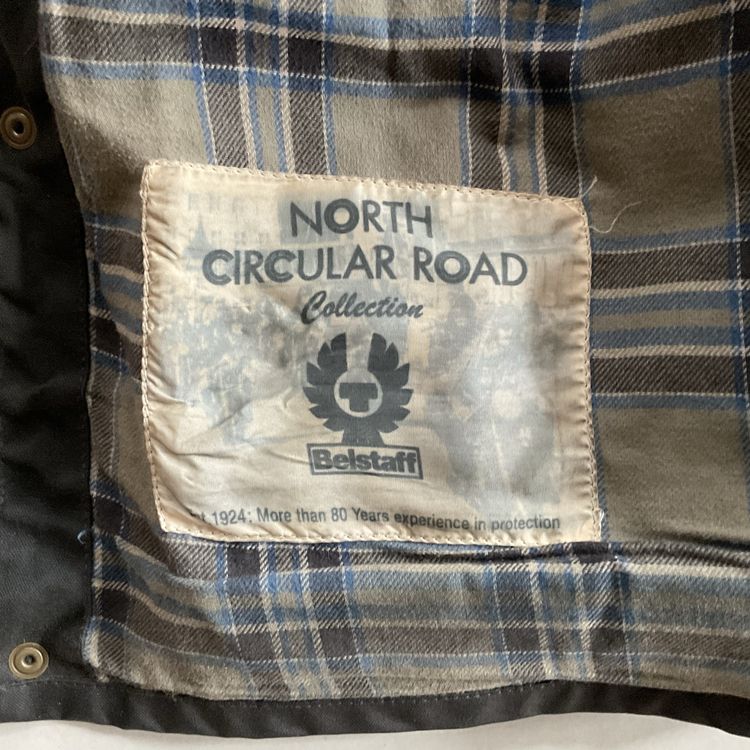 NORTH
CIRCULAR ROAD
Collection
Belstaff
1924: More than 80 Years experience in protection